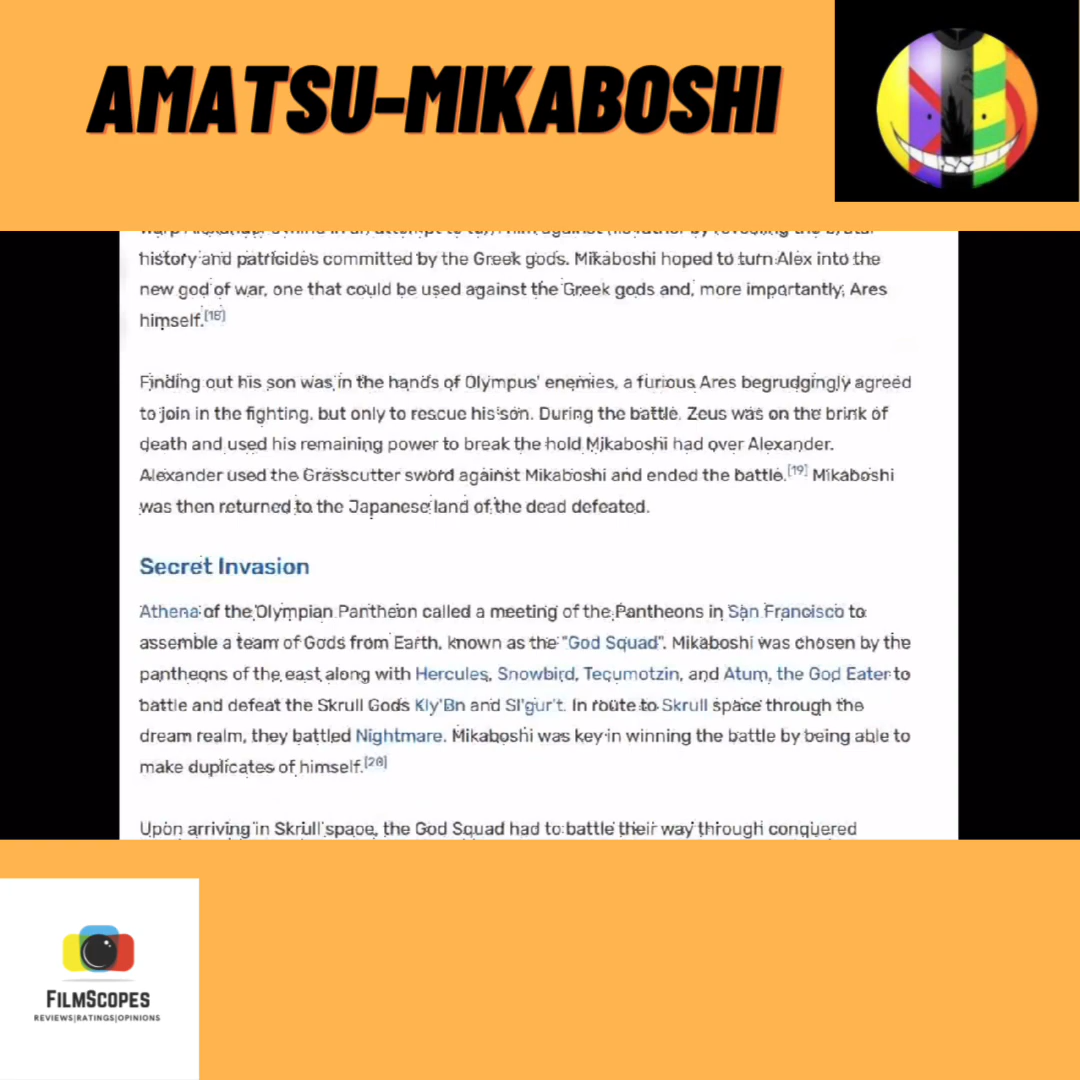 AMATSU-MIKABOSHI
history and patricides committed by the Greek gods. Mikaboshi hoped to turn Alex into the
new god of war, one that could be used against the Greek gods and, more importantly, Ares
himself.[18]
Finding out his son was in the hands of Olympus' enemies, a furious Ares begrudgingly agreed
to join in the fighting, but only to rescue his son. During the battle. Zeus was on the brink of
death and used his remaining power to break the hold Mikaboshi had over Alexander.
Alexander used the Grasscutter sword against Mikaboshi and ended the battle.[19] Mikaboshi
was then returned to the Japanese land of the dead defeated.
Secret Invasion
Athena of the Olympian Pantheon called a meeting of the Pantheons in San Francisco to
assemble a team of Gods from Earth, known as the "God Squad". Mikaboshi was chosen by the
pantheons of the east along with Hercules, Snowbird, Tecumotzin, and Atum, the God Eater to
battle and defeat the Skrull Gods Kly'Bn and Sl'gur't. In route to Skrull space through the
dream realm, they battled Nightmare. Mikaboshi was key in winning the battle by being able to
make duplicates of himself.[20]
Upon arriving in Skrull space, the God Squad had to battle their way through conquered
FILMSCOPES
REVIEWS|RATINGS|OPINIONS